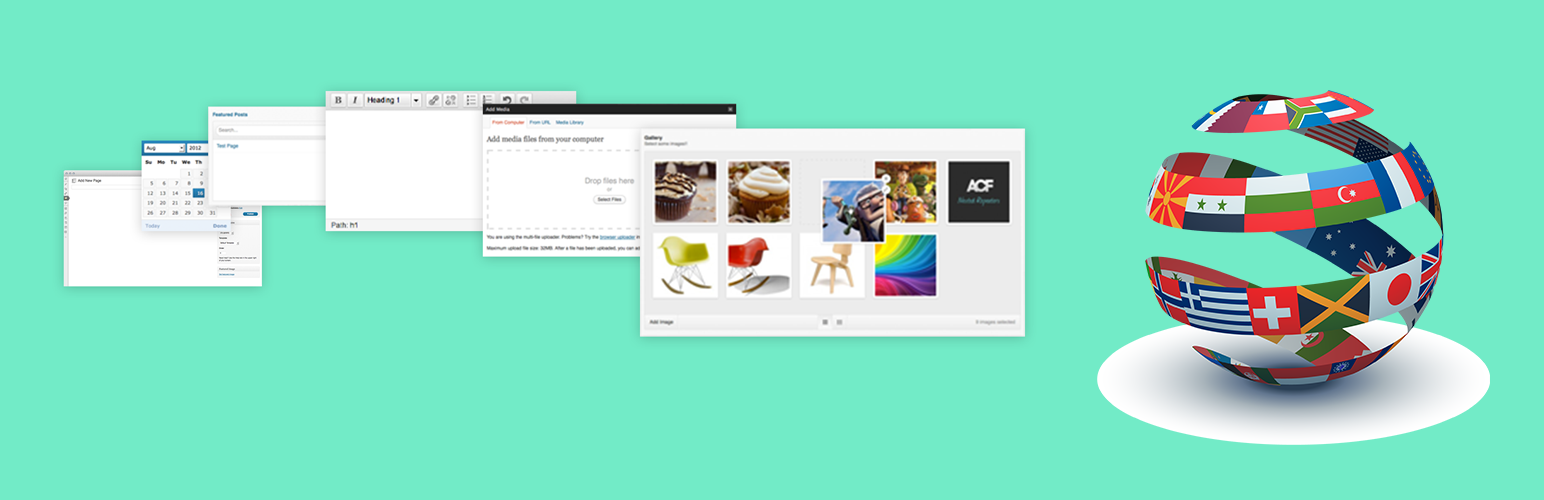 Add New Page
Aug 2012
Su Mo Tu We Th
1 2
5 6 7 8 9
12 13 14 15 16
19 20 21 22 23
26 27 28 29 30 31
Today Done
Featured Posts
Search...
Test Page
B I Heading 1
Path: h1
Add Media
From Computer From URL Media Library
Add media files from your computer
Drop files here
or
Select Files
You are using the multi-file uploader. Problems? Try the browser uploader
Maximum upload file size: 32MB. After a file has been uploaded, you can
Gallery
Select some images!!
ACF
Add Image
images selected